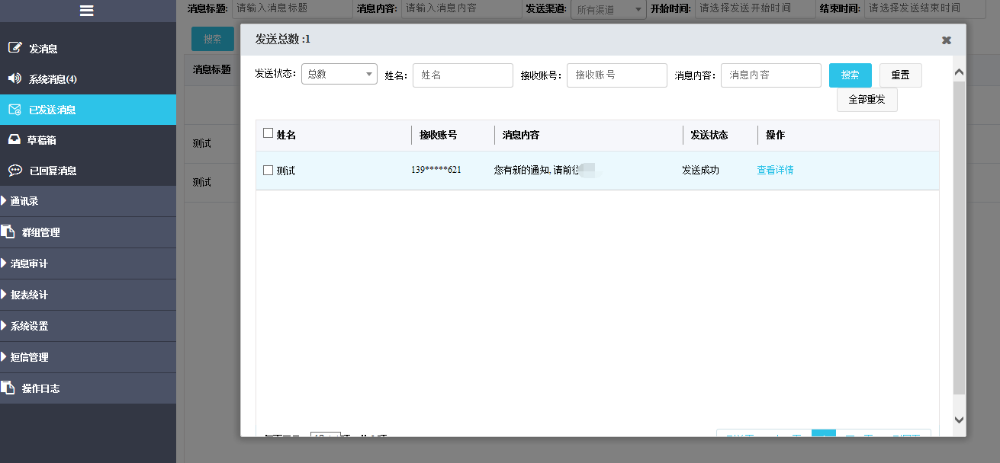 消息标题: 请输入消息标题 消息内容: 请输入消息内容 发送渠道: 所有渠道 开始时间: 请选择发送开始时间 结束时间: 请选择发送结束时间
发消息
系统消息(4)
已发送消息
草稿箱
已回复消息
通讯录
群组管理
消息审计
报表统计
系统设置
短信管理
操作日志
搜索
消息标题
测试
测试
发送总数 :1
发送状态: 总数 姓名: 姓名 接收账号: 接收账号 消息内容: 消息内容 搜索 重置
全部重发
姓名 接收账号 消息内容 发送状态 操作
测试 139*****621 您有新的通知,请前往 发送成功 查看详情